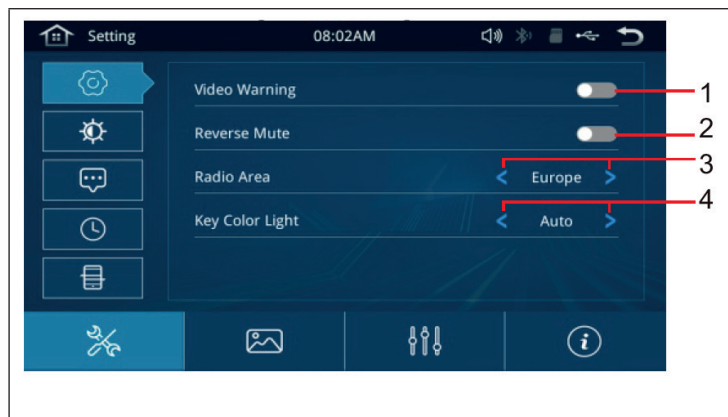 Setting 08:02AM
Video Warning 1
Reverse Mute 2
Radio Area < Europe > 3
Key Color Light < Auto > 4